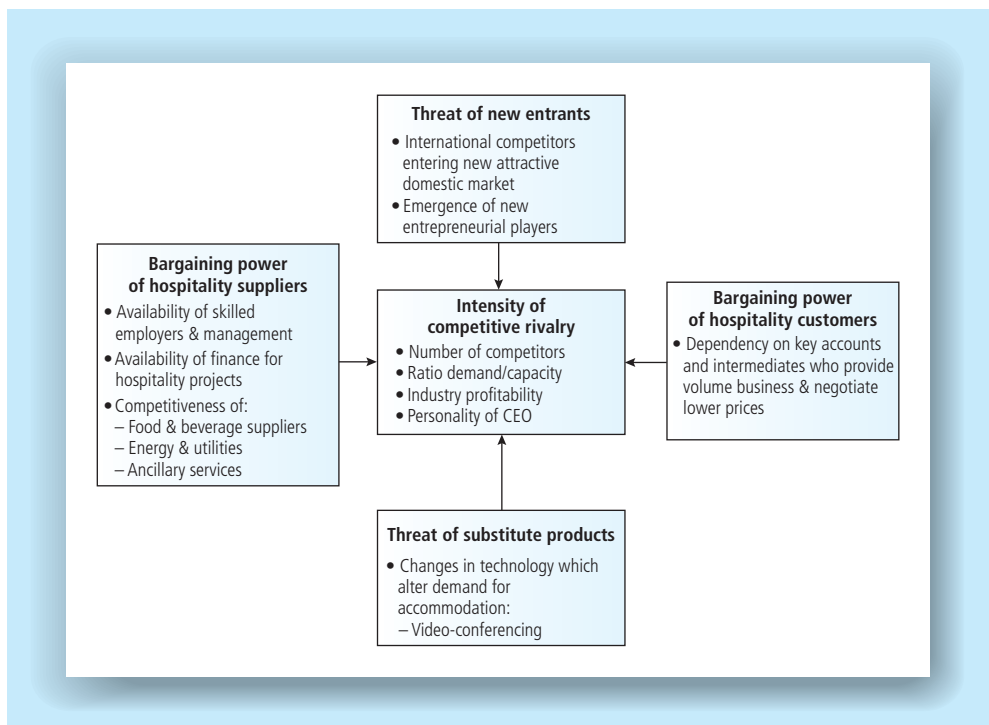 Threat of new entrants
• International competitors
entering new attractive
domestic market
• Emergence of new
entrepreneurial players
Bargaining power
of hospitality suppliers
• Availability of skilled
employers & management
• Availability of finance for
hospitality projects
• Competitiveness of:
– Food & beverage suppliers
– Energy & utilities
– Ancillary services
Intensity of
competitive rivalry
• Number of competitors
• Ratio demand/capacity
• Industry profitability
• Personality of CEO
Bargaining power
of hospitality customers
• Dependency on key accounts
and intermediates who provide
volume business & negotiate
lower prices
Threat of substitute products
• Changes in technology which
alter demand for
accommodation:
– Video-conferencing